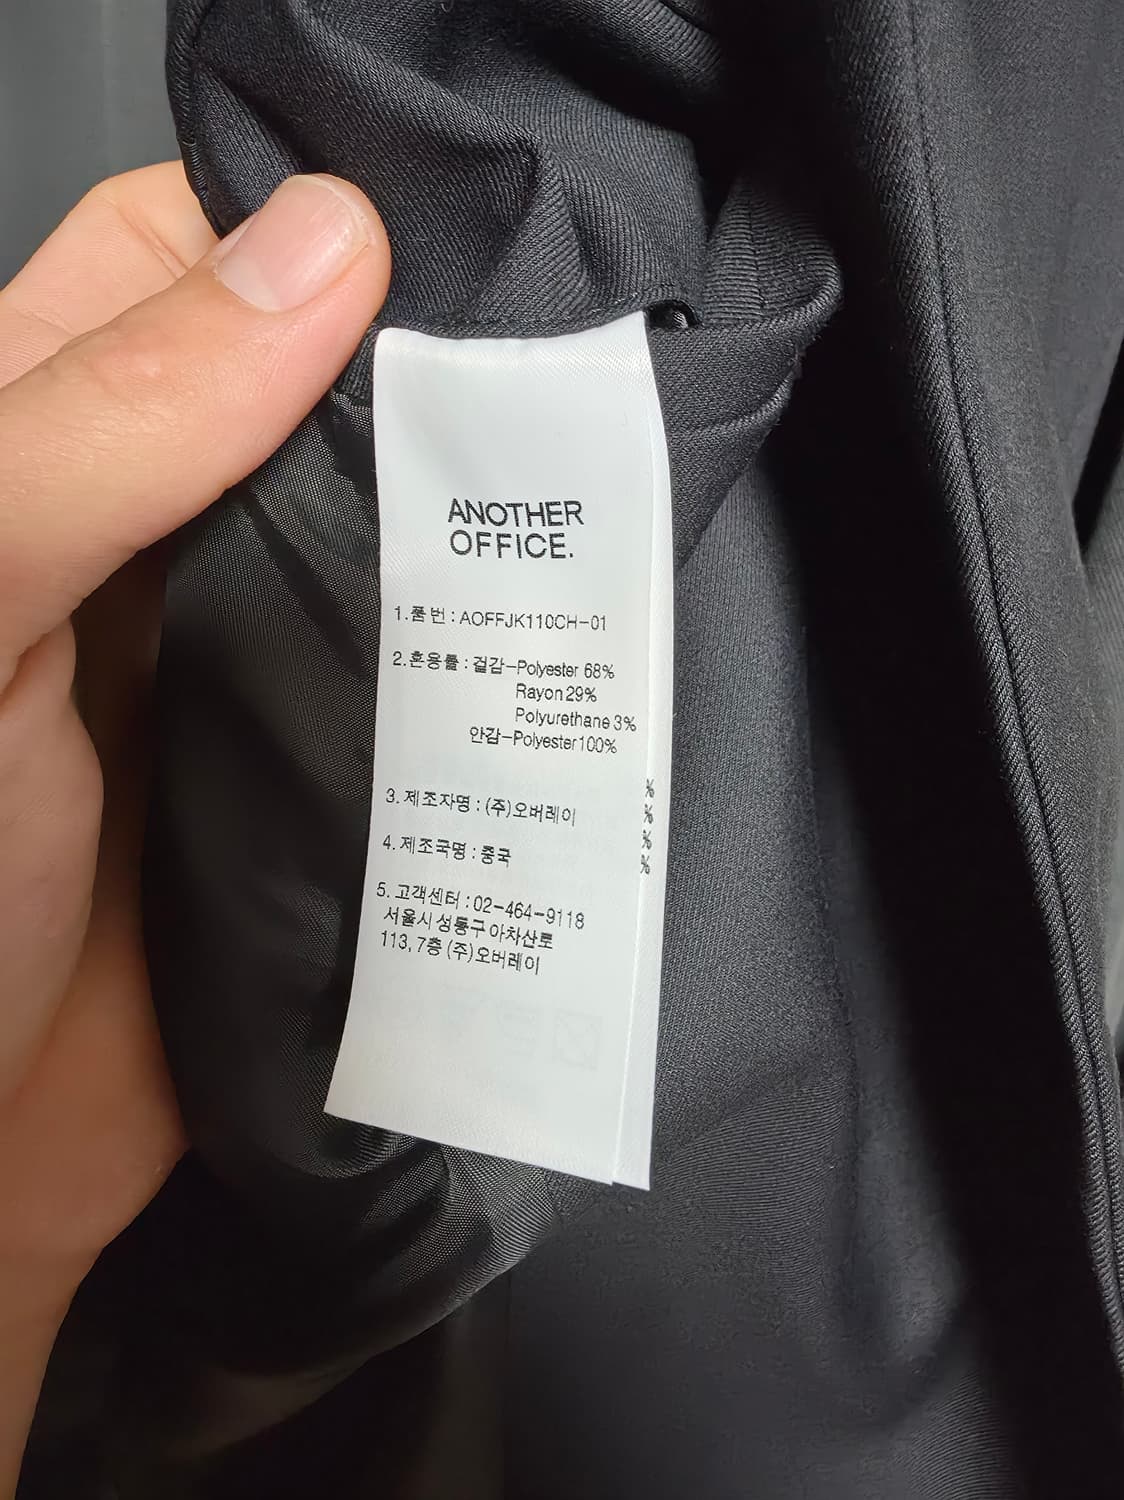 ANOTHER
OFFICE.
1.품번 : AOFFJK110CH-01
2.혼용률 : 겉감-Polyester 68%
Rayon 29%
Polyurethane 3%
안감-Polyester 100%
3. 제조자명 : (주)오버레이
4. 제조국명 : 중국
5. 고객센터 : 02-464-9118
서울시 성동구 아차산로
113, 7층 (주)오버레이
%
%
%
%